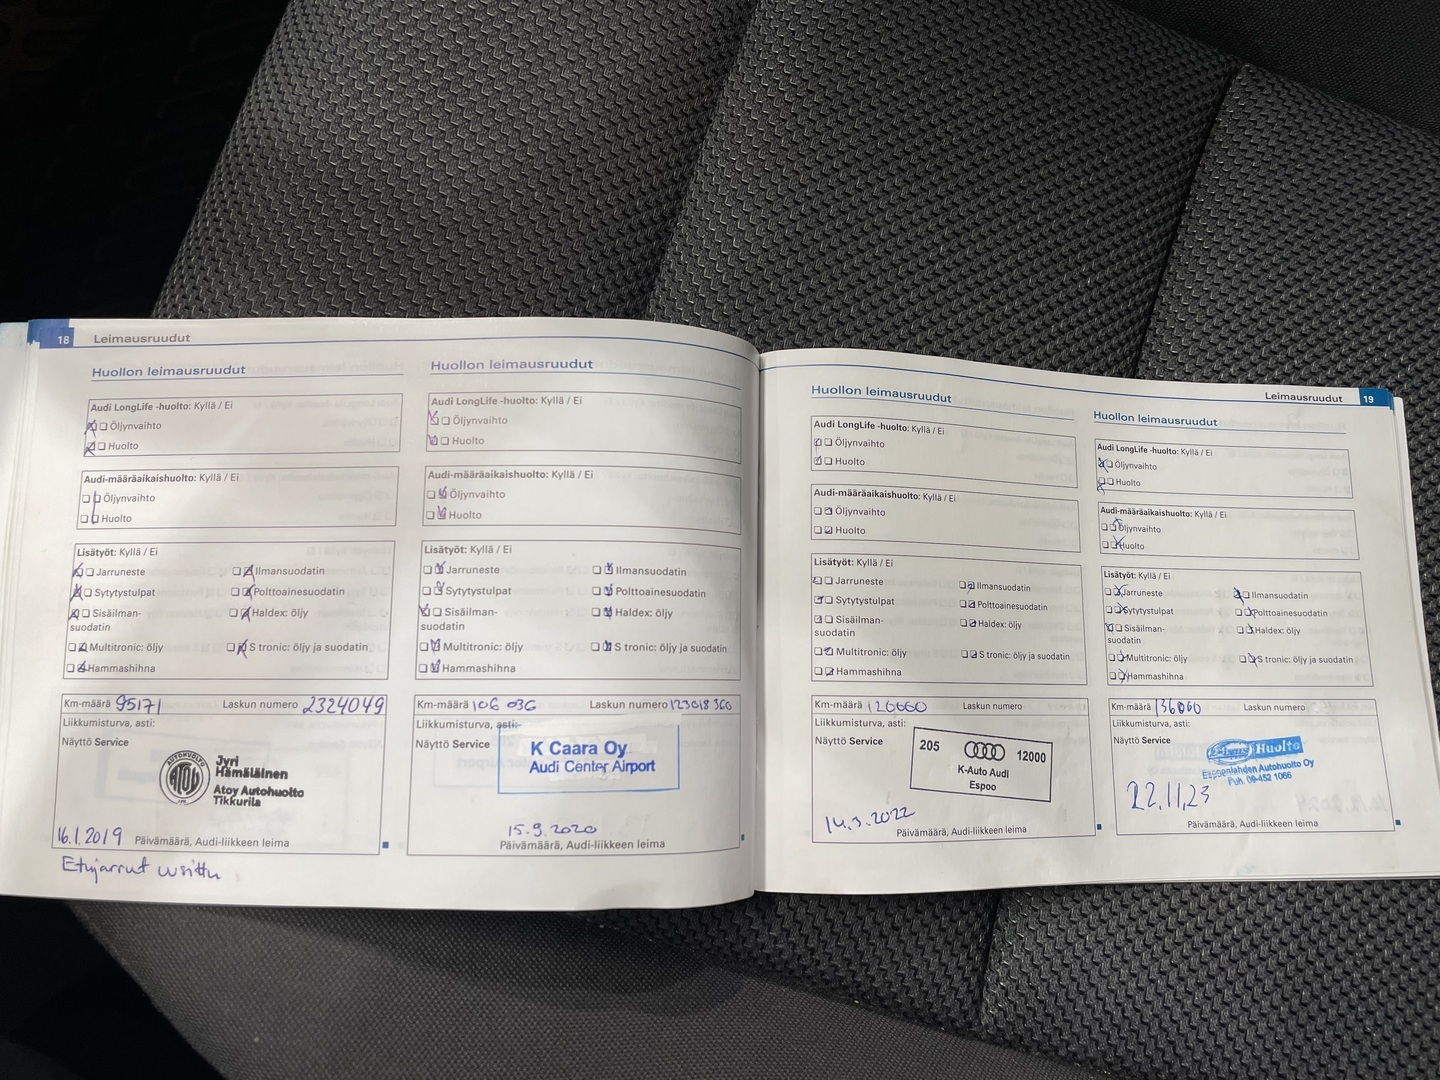 18 Leimausruudut
Huollon leimausruudut
Audi LongLife -huolto: Kyllä / Ei
Öljynvaihto
Huolto
Audi-määräaikaishuolto: Kyllä / Ei
Öljynvaihto
Huolto
Lisätyöt: Kyllä / Ei
Jarruneste
Ilmansuodatin
Sytytystulpat
Polttoainesuodatin
Sisäilman-
suodatin
Haldex: öljy
Multitronic: öljy
S tronic: öljy ja suodatin
Hammashihna
Km-määrä 95171
Laskun numero 2324049
Liikkumisturva, asti:
Näyttö Service
AUTOHUOLTO
ATOY
Jyri
Hämäläinen
Atoy Autohuolto
Tikkurila
16.1.2019 Päivämäärä, Audi-liikkeen leima
Etujarrut uusittu
Huollon leimausruudut
Audi LongLife -huolto: Kyllä / Ei
Öljynvaihto
Huolto
Audi-määräaikaishuolto: Kyllä / Ei
Öljynvaihto
Huolto
Lisätyöt: Kyllä / Ei
Jarruneste
Ilmansuodatin
Sytytystulpat
Polttoainesuodatin
Sisäilman-
suodatin
Haldex: öljy
Multitronic: öljy
S tronic: öljy ja suodatin
Hammashihna
Km-määrä 106 036
Laskun numero 123018360
Liikkumisturva, asti:
Näyttö Service
K Caara Oy
Audi Center Airport
15.9.2020
Päivämäärä, Audi-liikkeen leima
Leimausruudut 19
Huollon leimausruudut
Audi LongLife -huolto: Kyllä / Ei
Öljynvaihto
Huolto
Audi-määräaikaishuolto: Kyllä / Ei
Öljynvaihto
Huolto
Lisätyöt: Kyllä / Ei
Jarruneste
Ilmansuodatin
Sytytystulpat
Polttoainesuodatin
Sisäilman-
suodatin
Haldex: öljy
Multitronic: öljy
S tronic: öljy ja suodatin
Hammashihna
Km-määrä 120660
Laskun numero
Liikkumisturva, asti:
Näyttö Service
205 12000
K-Auto Audi
Espoo
14.3.2022
Päivämäärä, Audi-liikkeen leima
Huollon leimausruudut
Audi LongLife -huolto: Kyllä / Ei
Öljynvaihto
Huolto
Audi-määräaikaishuolto: Kyllä / Ei
Öljynvaihto
Huolto
Lisätyöt: Kyllä / Ei
Jarruneste
Ilmansuodatin
Sytytystulpat
Polttoainesuodatin
Sisäilman-
suodatin
Haldex: öljy
Multitronic: öljy
S tronic: öljy ja suodatin
Hammashihna
Km-määrä 136000
Laskun numero
Liikkumisturva, asti:
Näyttö Service
Huolto
Espoonlahden Autohuolto Oy
Puh. 09-452 1066
22.11.23
Päivämäärä, Audi-liikkeen leima